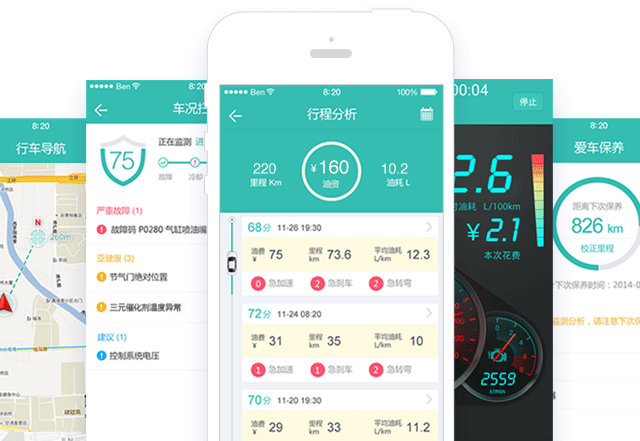 8:20
行车导航
N
260m
Ben
车况扫
75
正在监测 进
故障
冷却
严重故障 (1)
故障码 P0280 气缸喷油嘴
亚健康 (3)
节气门绝对位置
三元催化剂温度异常
建议 (1)
控制系统电压
Ben 8:20 100%
行程分析
220
里程 Km
¥ 160
油资
10.2
油耗 L
68分 11-26 19:30
油费 ¥ 75 里程 km 73.6 平均油耗 L/km 12.3
0 急加速 2 急刹车 2 急转弯
72分 11-24 08:20
油费 ¥ 31 里程 km 35 平均油耗 L/km 10
1 急加速 1 急刹车 2 急转弯
70分 11-20 19:30
油费 ¥ 29 里程 km 33 平均油耗 L/km 11.2
00:04
停止
2.6
时油耗 L/100km
¥ 2.1
本次花费
2559
r/min
8:20
爱车保养
距离下次保养
826 km
校正里程
下次保养时间：2014-0
监测分析，请注意下次保